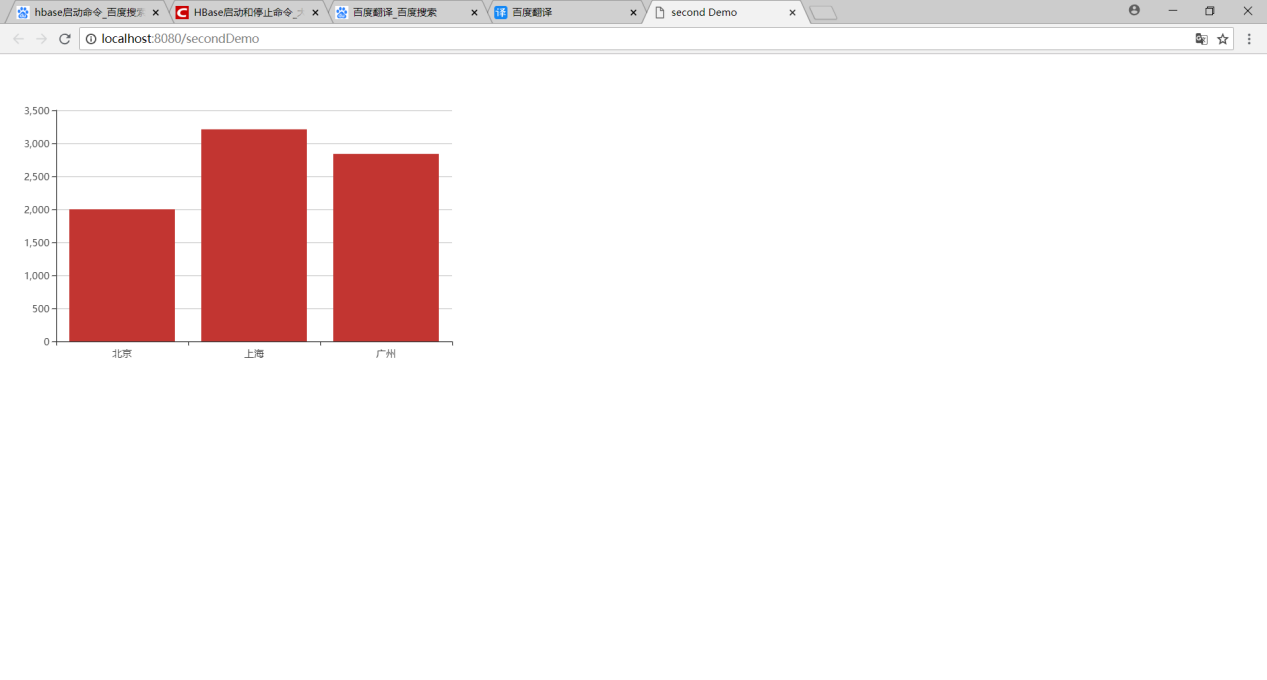 hbase启动命令_百度搜索
HBase启动和停止命令_
百度翻译_百度搜索
百度翻译
second Demo
localhost:8080/secondDemo
3,500
3,000
2,500
2,000
1,500
1,000
500
0
北京
上海
广州